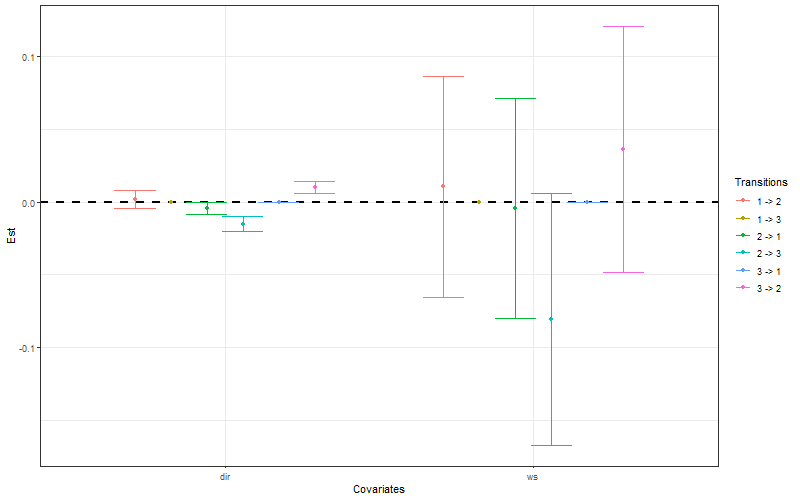 0.1
0.0
-0.1
Est
dir
ws
Covariates
Transitions
1 -> 2
1 -> 3
2 -> 1
2 -> 3
3 -> 1
3 -> 2